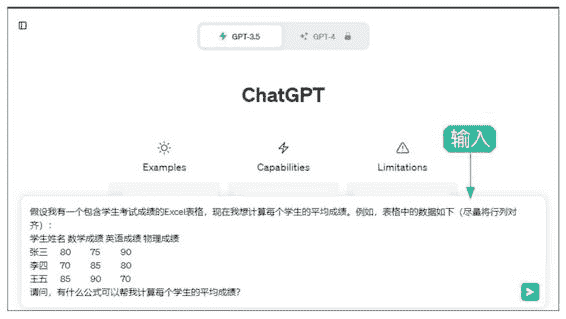 GPT-3.5 GPT-4
ChatGPT
输入
Examples Capabilities Limitations
假设我有一个包含学生考试成绩的Excel表格，现在我想计算每个学生的平均成绩。例如，表格中的数据如下（尽量将行列对
齐）：
学生姓名 数学成绩 英语成绩 物理成绩
张三 80 75 90
李四 70 85 80
王五 85 90 70
请问，有什么公式可以帮我计算每个学生的平均成绩？